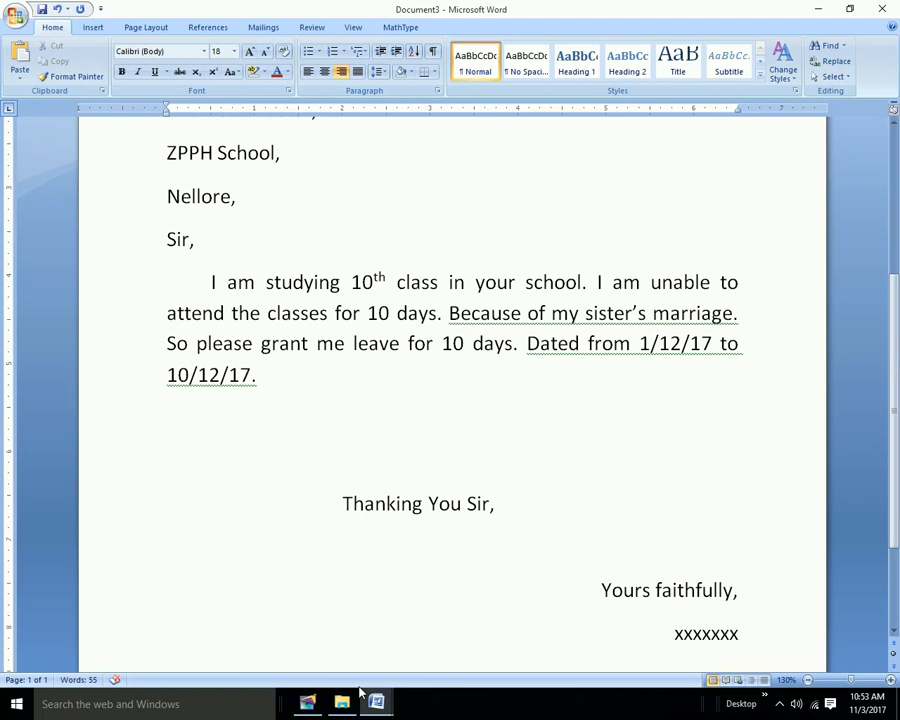 Document3 - Microsoft Word
Home Insert Page Layout References Mailings Review View MathType
Paste Cut Copy Format Painter
Calibri (Body) 18
AaBbCcDc AaBbCcDc AaBbCc AaBbCc AaB AaBbCc.
¶ Normal ¶ No Spaci... Heading 1 Heading 2 Title Subtitle
Change Styles Find Replace Select
Clipboard Font Paragraph Styles Editing
ZPPH School,
Nellore,
Sir,
I am studying 10th class in your school. I am unable to
attend the classes for 10 days. Because of my sister’s marriage.
So please grant me leave for 10 days. Dated from 1/12/17 to
10/12/17.
Thanking You Sir,
Yours faithfully,
xxxxxxx
Page: 1 of 1 Words: 55 130%
Search the web and Windows Desktop 10:53 AM
11/3/2017